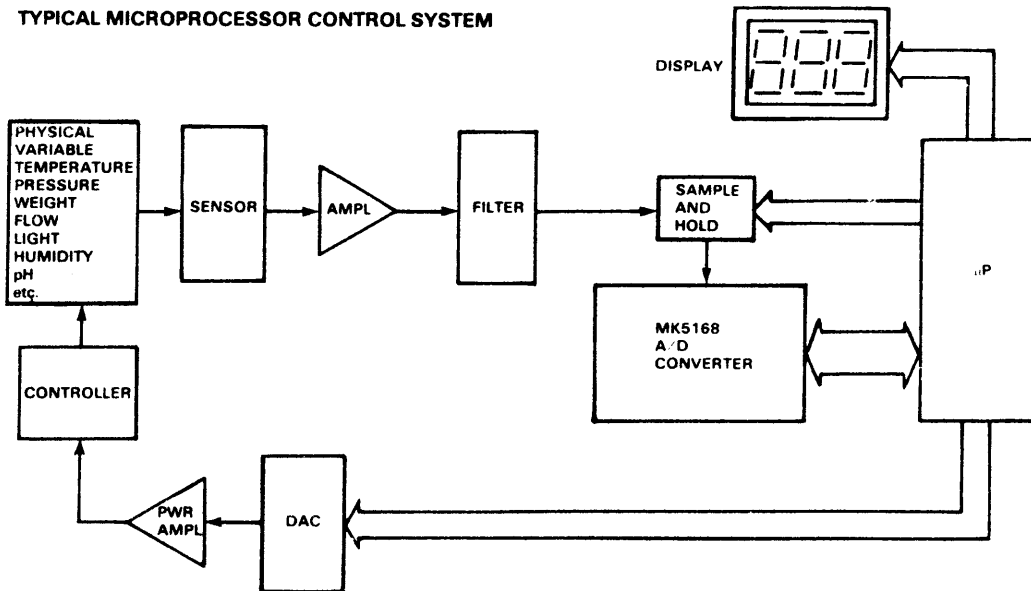 TYPICAL MICROPROCESSOR CONTROL SYSTEM
DISPLAY
888
PHYSICAL
VARIABLE
TEMPERATURE
PRESSURE
WEIGHT
FLOW
LIGHT
HUMIDITY
pH
etc.
SENSOR
AMPL
FILTER
SAMPLE
AND
HOLD
µP
MK5168
A/D
CONVERTER
CONTROLLER
PWR
AMPL
DAC